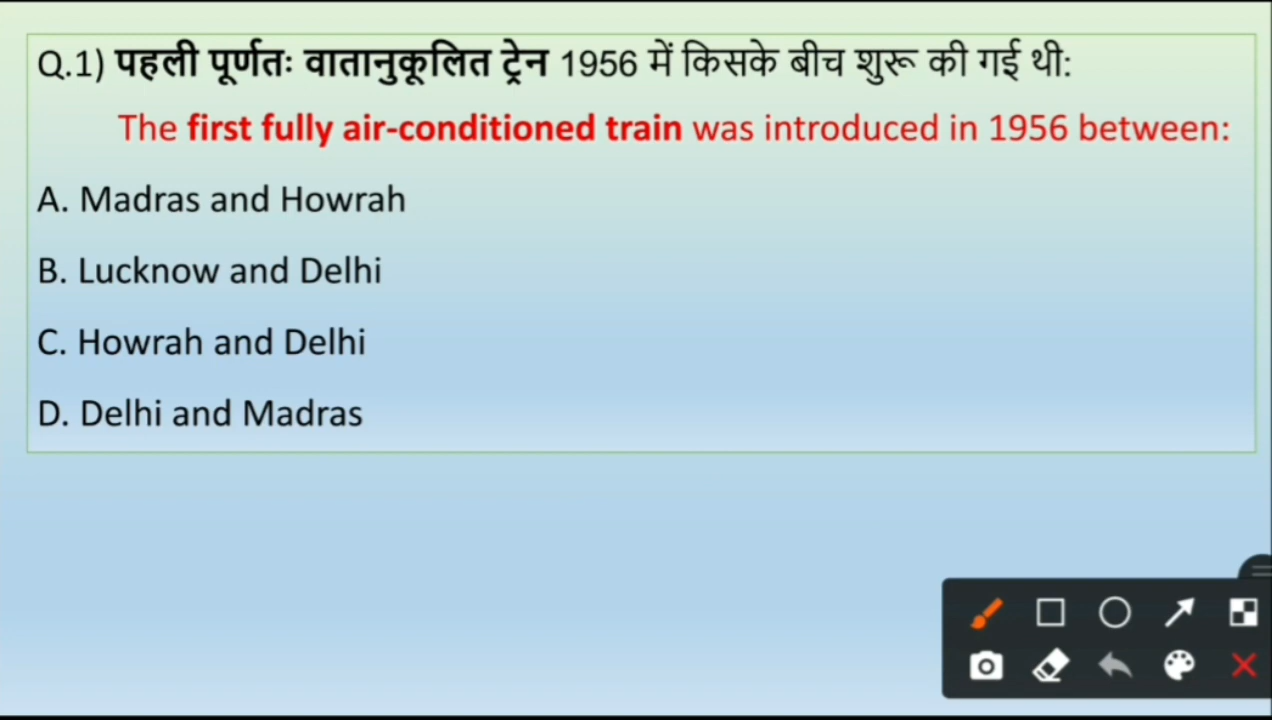 Q.1) पहली पूर्णतः वातानुकूलित ट्रेन 1956 में किसके बीच शुरू की गई थी:
The first fully air-conditioned train was introduced in 1956 between:
A. Madras and Howrah
B. Lucknow and Delhi
C. Howrah and Delhi
D. Delhi and Madras